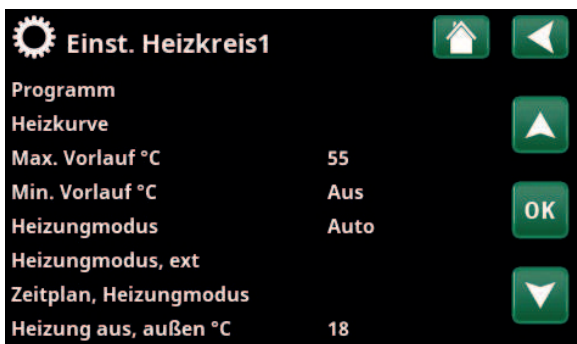 Einst. Heizkreis1
Programm
Heizkurve
Max. Vorlauf °C 55
Min. Vorlauf °C Aus
Heizungmodus Auto
OK
Heizungmodus, ext
Zeitplan, Heizungmodus
Heizung aus, außen °C 18